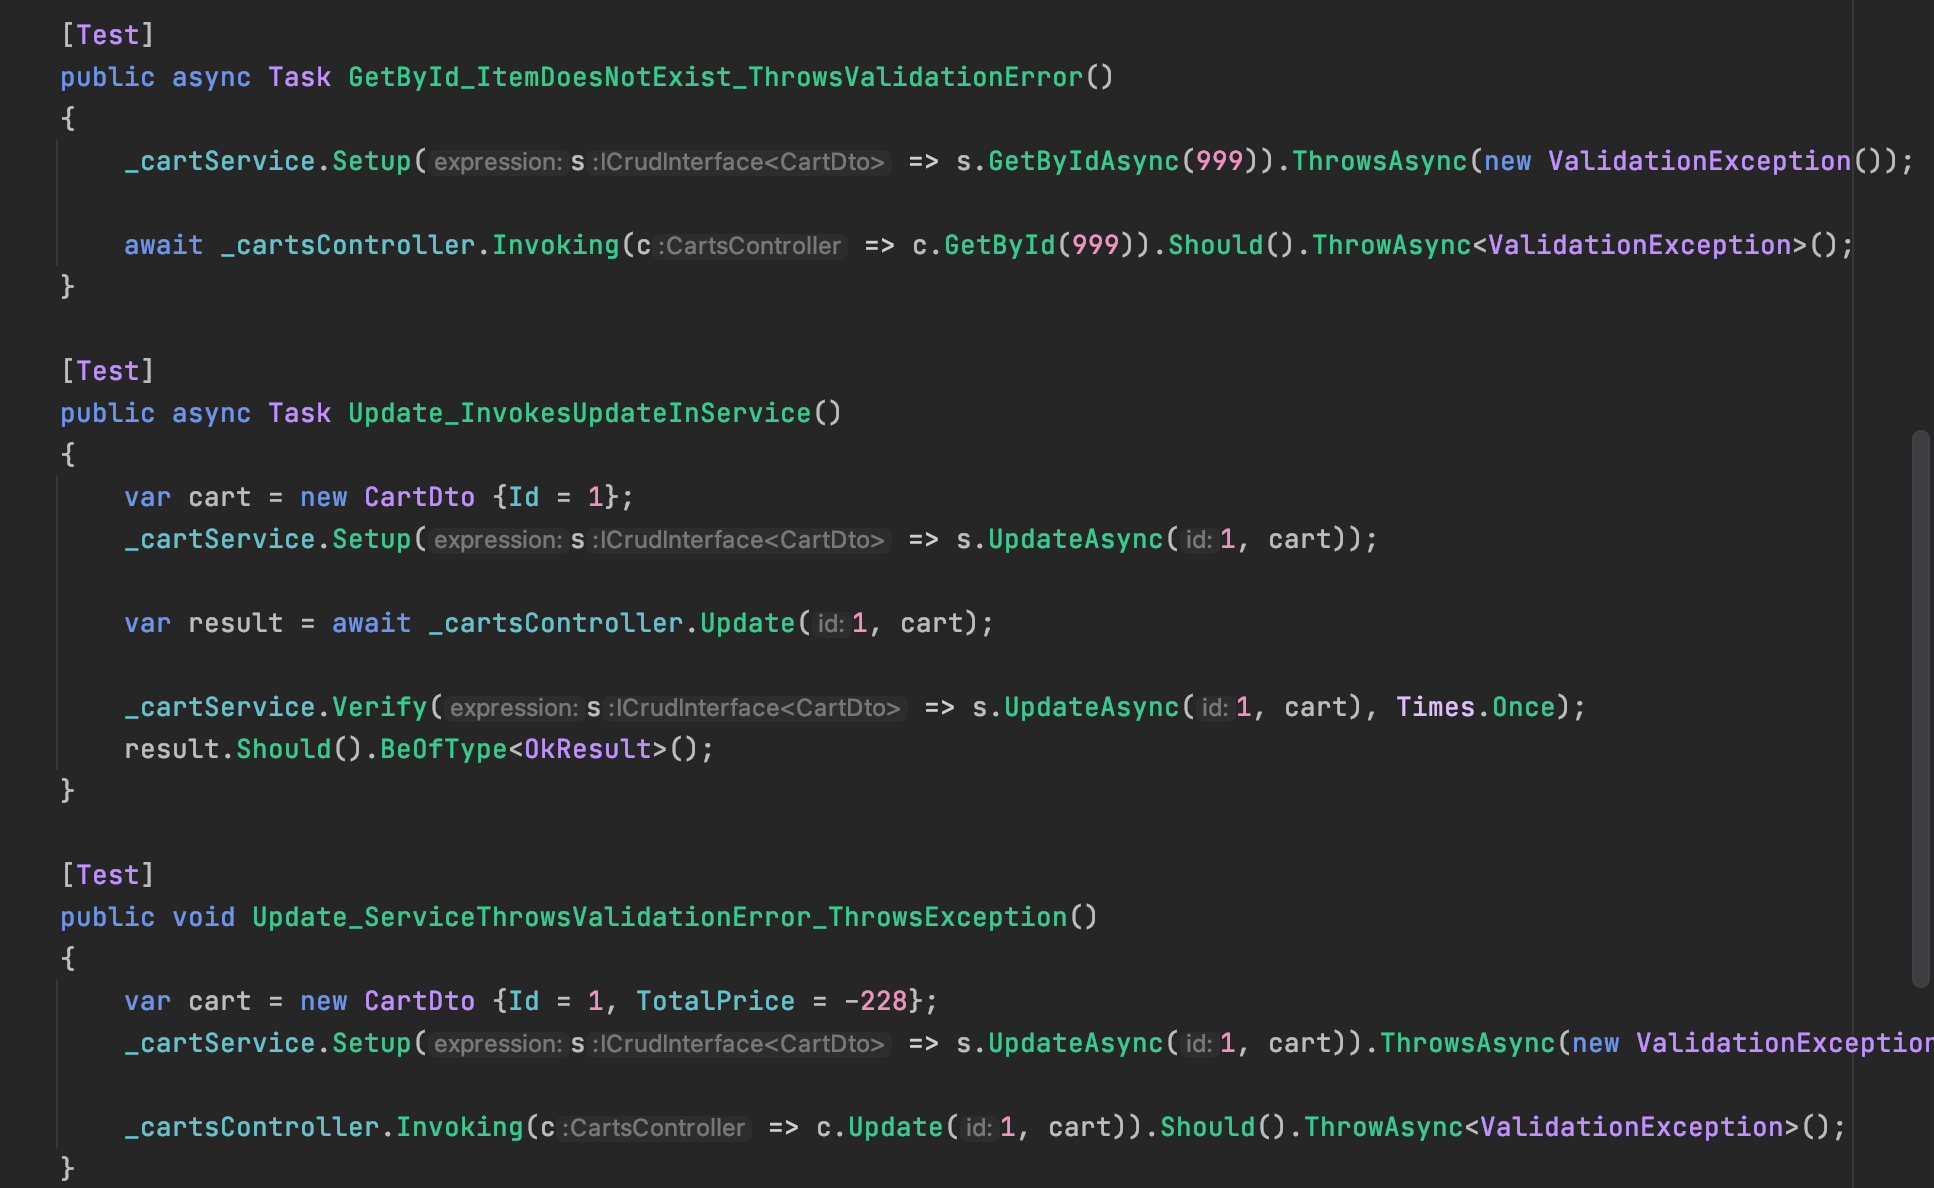 [Test]
public async Task GetById_ItemDoesNotExist_ThrowsValidationError()
{
_cartService.Setup(expression: s :ICrudInterface<CartDto> => s.GetByIdAsync(999)).ThrowsAsync(new ValidationException());
await _cartsController.Invoking(c :CartsController => c.GetById(999)).Should().ThrowAsync<ValidationException>();
}
[Test]
public async Task Update_InvokesUpdateInService()
{
var cart = new CartDto {Id = 1};
_cartService.Setup(expression: s :ICrudInterface<CartDto> => s.UpdateAsync(id: 1, cart));
var result = await _cartsController.Update(id: 1, cart);
_cartService.Verify(expression: s :ICrudInterface<CartDto> => s.UpdateAsync(id: 1, cart), Times.Once);
result.Should().BeOfType<OkResult>();
}
[Test]
public void Update_ServiceThrowsValidationError_ThrowsException()
{
var cart = new CartDto {Id = 1, TotalPrice = -228};
_cartService.Setup(expression: s :ICrudInterface<CartDto> => s.UpdateAsync(id: 1, cart)).ThrowsAsync(new ValidationException
_cartsController.Invoking(c :CartsController => c.Update(id: 1, cart)).Should().ThrowAsync<ValidationException>();
}